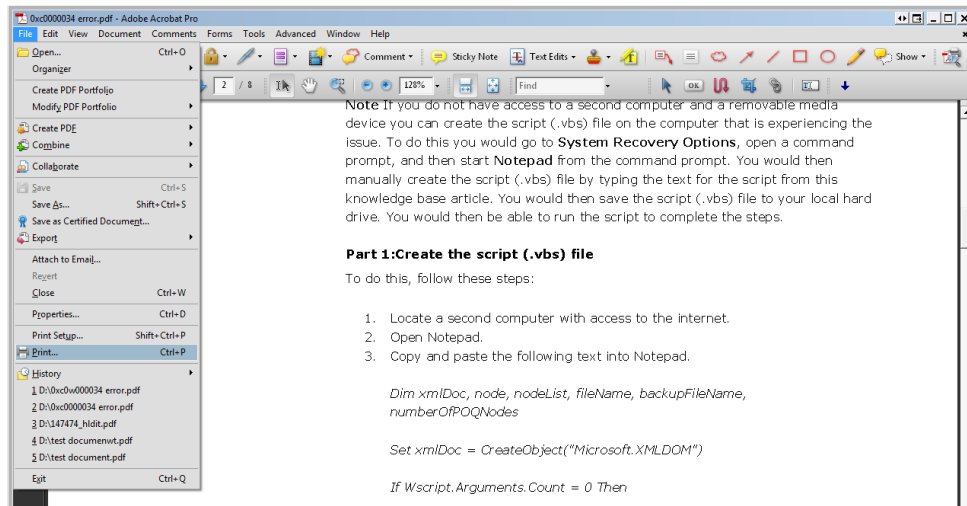 0xc0000034 error.pdf - Adobe Acrobat Pro
File Edit View Document Comments Forms Tools Advanced Window Help
Comment Sticky Note Text Edits Show
2 / 8 128% Find OK
Open... Ctrl+O
Organizer
Create PDF Portfolio
Modify PDF Portfolio
Create PDF
Combine
Collaborate
Save Ctrl+S
Save As... Shift+Ctrl+S
Save as Certified Document...
Export
Attach to Email...
Revert
Close Ctrl+W
Properties... Ctrl+D
Print Setup... Shift+Ctrl+P
Print... Ctrl+P
History
1 D:\0xc0w000034 error.pdf
2 D:\0xc0000034 error.pdf
3 D:\147474_hldit.pdf
4 D:\test documenwt.pdf
5 D:\test document.pdf
Exit Ctrl+Q
Note If you do not have access to a second computer and a removable media
device you can create the script (.vbs) file on the computer that is experiencing the
issue. To do this you would go to System Recovery Options, open a command
prompt, and then start Notepad from the command prompt. You would then
manually create the script (.vbs) file by typing the text for the script from this
knowledge base article. You would then save the script (.vbs) file to your local hard
drive. You would then be able to run the script to complete the steps.
Part 1:Create the script (.vbs) file
To do this, follow these steps:
1. Locate a second computer with access to the internet.
2. Open Notepad.
3. Copy and paste the following text into Notepad.
Dim xmlDoc, node, nodeList, fileName, backupFileName,
numberOfPOQNodes
Set xmlDoc = CreateObject("Microsoft.XMLDOM")
If Wscript.Arguments.Count = 0 Then